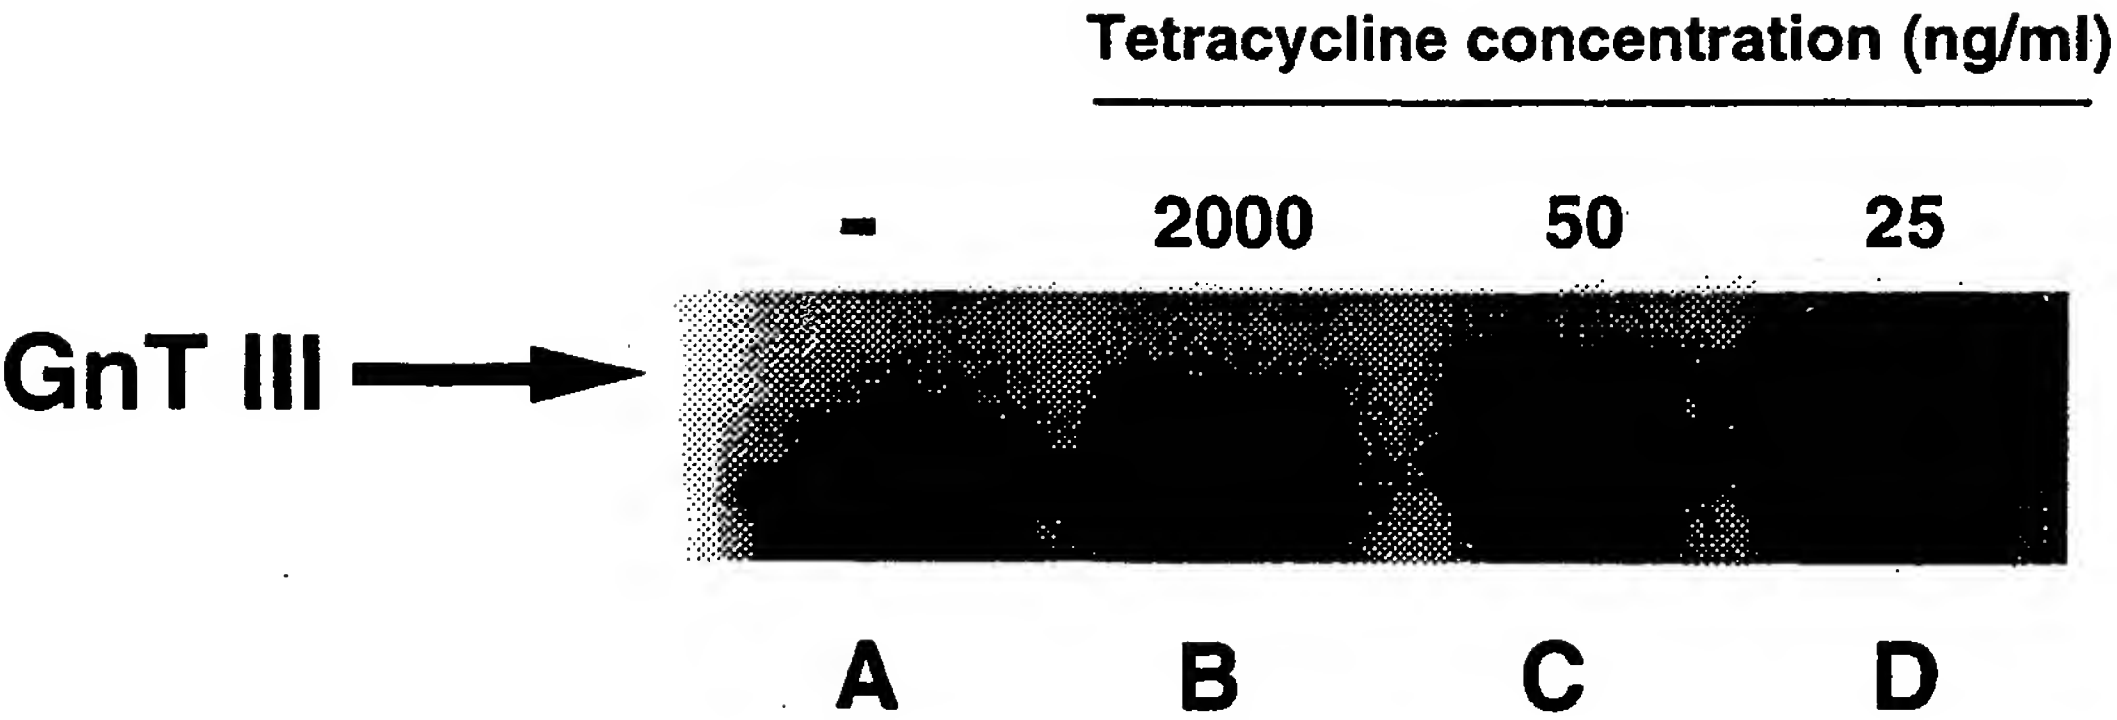 Tetracycline concentration (ng/ml)
- 2000 50 25
GnT III
A B C D